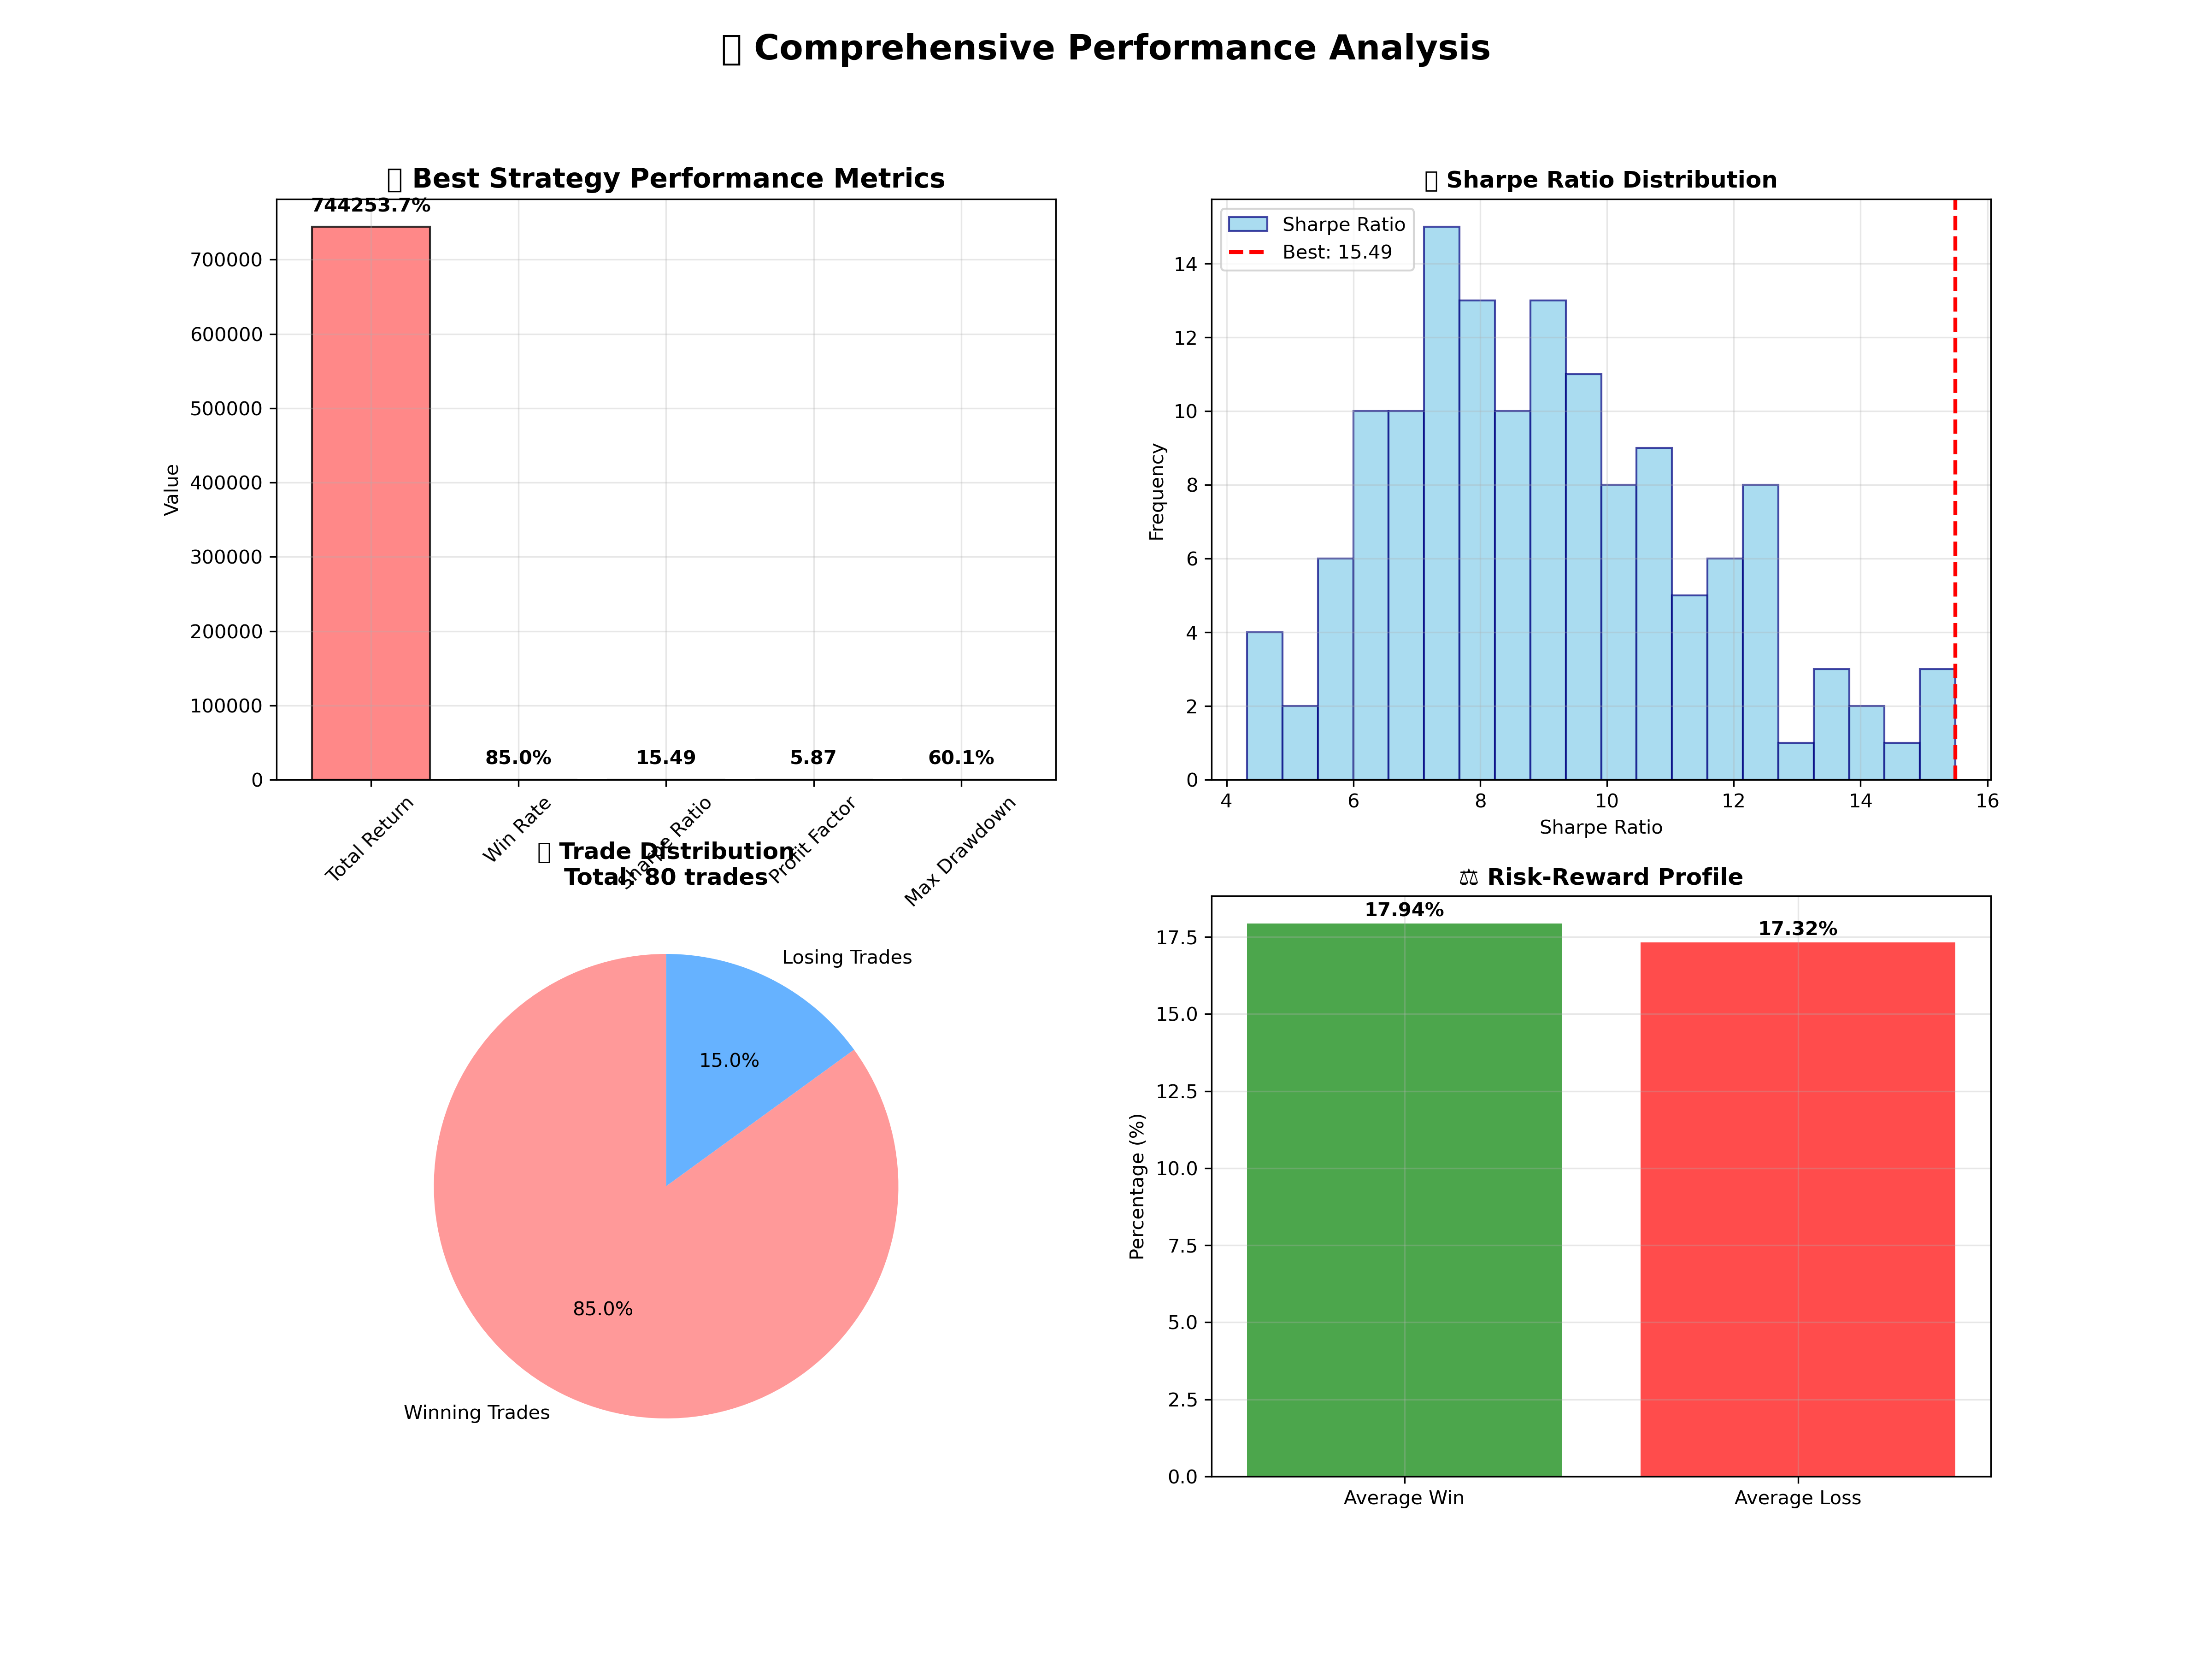 ▯ Comprehensive Performance Analysis
▯ Best Strategy Performance Metrics
744253.7%
700000
600000
500000
400000
300000
200000
100000
0
Value
85.0%
15.49
5.87
60.1%
Total Return
Win Rate
Sharpe Ratio
Profit Factor
Max Drawdown
▯ Sharpe Ratio Distribution
Sharpe Ratio
Best: 15.49
14
12
10
8
6
4
2
0
Frequency
4 6 8 10 12 14 16
Sharpe Ratio
▯ Trade Distribution
Total: 80 trades
Losing Trades
15.0%
85.0%
Winning Trades
⚖ Risk-Reward Profile
17.94%
17.32%
17.5
15.0
12.5
10.0
7.5
5.0
2.5
0.0
Percentage (%)
Average Win
Average Loss